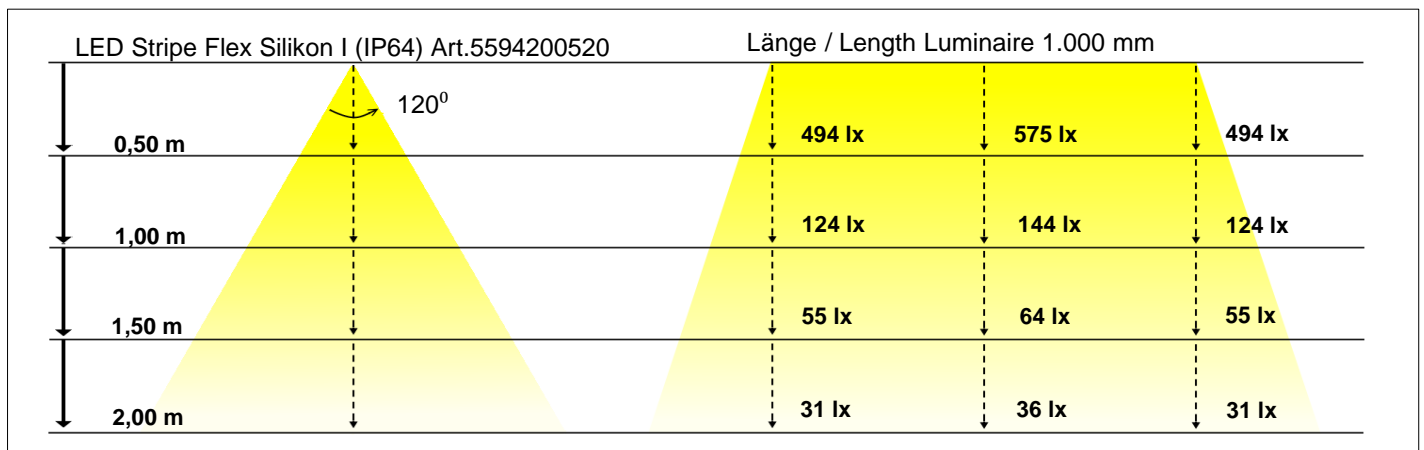 LED Stripe Flex Silikon I (IP64) Art.5594200520
Länge / Length Luminaire 1.000 mm
120⁰
0,50 m
494 lx
575 lx
494 lx
1,00 m
124 lx
144 lx
124 lx
1,50 m
55 lx
64 lx
55 lx
2,00 m
31 lx
36 lx
31 lx